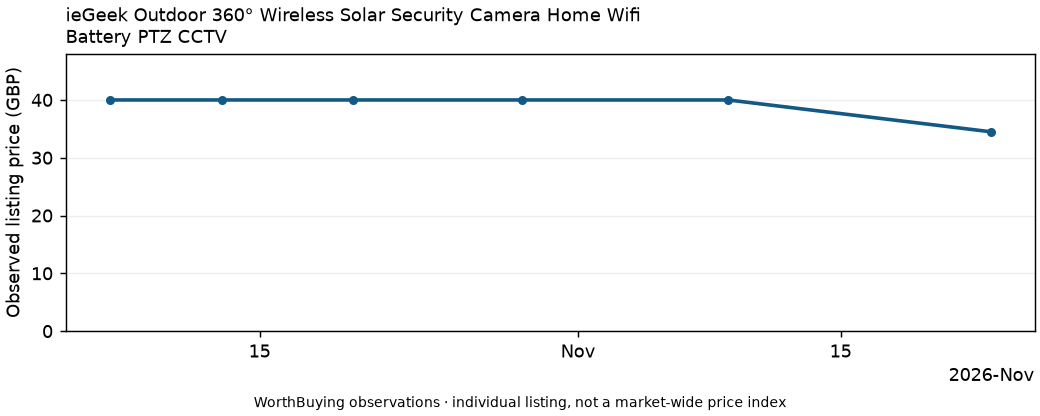 ieGeek Outdoor 360° Wireless Solar Security Camera Home Wifi
Battery PTZ CCTV
Observed listing price (GBP)
40
30
20
10
0
15
Nov
15
2026-Nov
WorthBuying observations · individual listing, not a market-wide price index